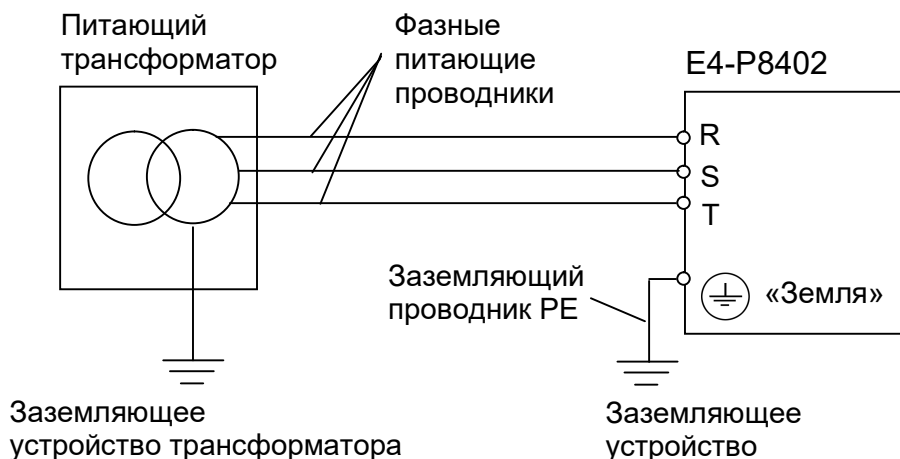 Питающий
трансформатор
Фазные
питающие
проводники
E4-P8402
R
S
T
Заземляющий
проводник PE
«Земля»
Заземляющее
устройство трансформатора
Заземляющее
устройство